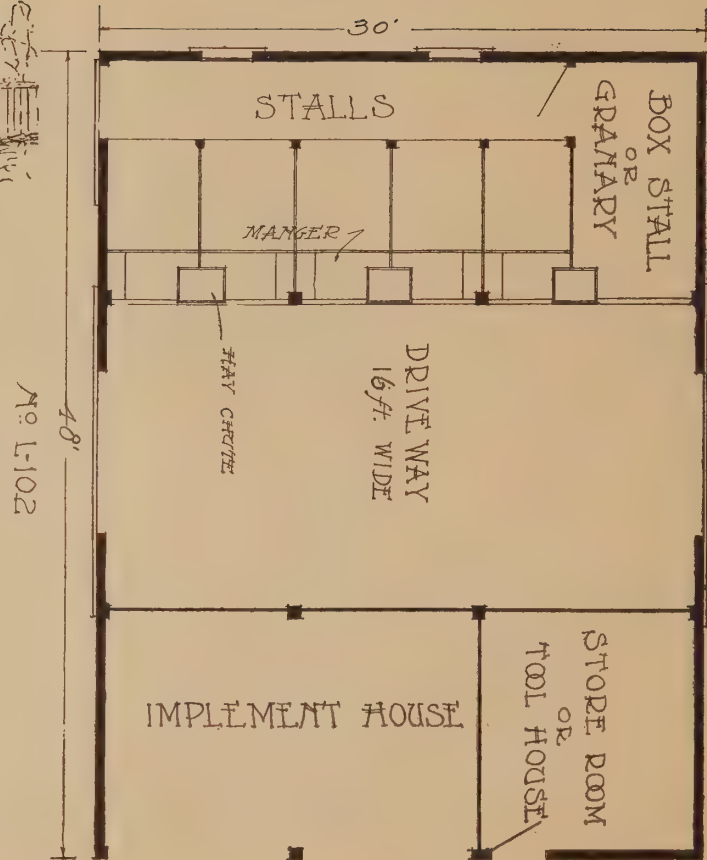 30'
STALLS
BOX STALL
OR
GRANARY
MANGER
HAY CHUTE
DRIVE WAY
16 ft. WIDE
48'
No L-102
IMPLEMENT HOUSE
STORE ROOM
OR
TOOL HOUSE